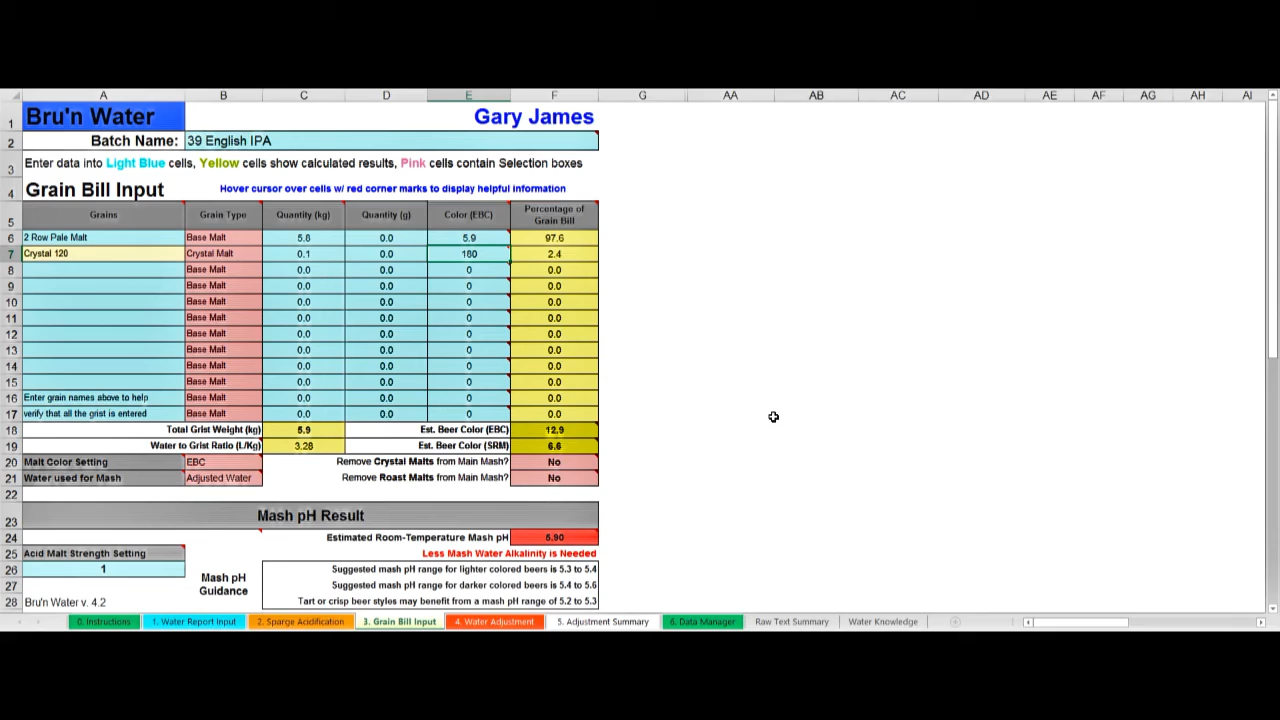 A B C D E F G AA AB AC AD AE AF AG AH AI
1 Bru'n Water Gary James
2 Batch Name: 39 English IPA
3 Enter data into Light Blue cells, Yellow cells show calculated results, Pink cells contain Selection boxes
4 Grain Bill Input Hover cursor over cells w/ red corner marks to display helpful information
5 Grains Grain Type Quantity (kg) Quantity (g) Color (EBC) Percentage of Grain Bill
6 2 Row Pale Malt Base Malt 5.8 0.0 5.9 97.6
7 Crystal 120 Crystal Malt 0.1 0.0 180 2.4
8 Base Malt 0.0 0.0 0 0.0
9 Base Malt 0.0 0.0 0 0.0
10 Base Malt 0.0 0.0 0 0.0
11 Base Malt 0.0 0.0 0 0.0
12 Base Malt 0.0 0.0 0 0.0
13 Base Malt 0.0 0.0 0 0.0
14 Base Malt 0.0 0.0 0 0.0
15 Base Malt 0.0 0.0 0 0.0
16 Enter grain names above to help Base Malt 0.0 0.0 0 0.0
17 verify that all the grist is entered Base Malt 0.0 0.0 0 0.0
18 Total Grist Weight (kg) 5.9 Est. Beer Color (EBC) 12.9
19 Water to Grist Ratio (L/Kg) 3.28 Est. Beer Color (SRM) 6.6
20 Malt Color Setting EBC Remove Crystal Malts from Main Mash? No
21 Water used for Mash Adjusted Water Remove Roast Malts from Main Mash? No
22
23 Mash pH Result
24 Estimated Room-Temperature Mash pH 5.90
25 Acid Malt Strength Setting Less Mash Water Alkalinity is Needed
26 1 Mash pH Guidance Suggested mash pH range for lighter colored beers is 5.3 to 5.4
27 Suggested mash pH range for darker colored beers is 5.4 to 5.6
28 Bru'n Water v. 4.2 Tart or crisp beer styles may benefit from a mash pH range of 5.2 to 5.3
0. Instructions 1. Water Report Input 2. Sparge Acidification 3. Grain Bill Input 4. Water Adjustment 5. Adjustment Summary 6. Data Manager Raw Text Summary Water Knowledge